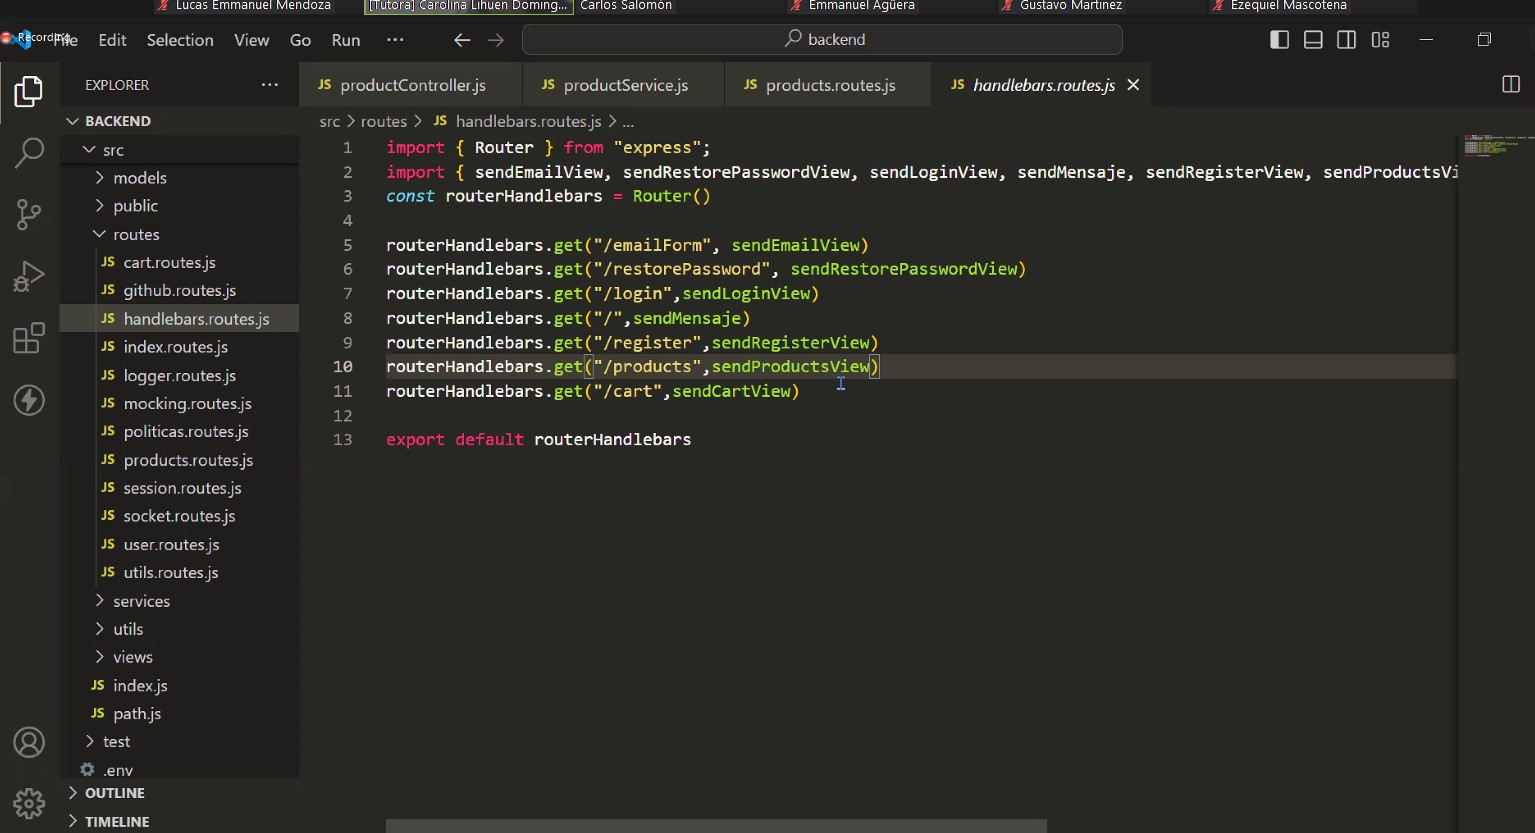 Lucas Emmanuel Mendoza
[Tutora] Carolina Lihuen Doming...
Carlos Salomón
Emmanuel Agüera
Gustavo Martinez
Ezequiel Mascotena
Recording
File Edit Selection View Go Run ···
backend
EXPLORER ···
JS productController.js
JS productService.js
JS products.routes.js
JS handlebars.routes.js
BACKEND
src
models
public
routes
JS cart.routes.js
JS github.routes.js
JS handlebars.routes.js
JS index.routes.js
JS logger.routes.js
JS mocking.routes.js
JS politicas.routes.js
JS products.routes.js
JS session.routes.js
JS socket.routes.js
JS user.routes.js
JS utils.routes.js
services
utils
views
JS index.js
JS path.js
test
.env
OUTLINE
TIMELINE
src > routes > JS handlebars.routes.js > ...
1 import { Router } from "express";
2 import { sendEmailView, sendRestorePasswordView, sendLoginView, sendMensaje, sendRegisterView, sendProductsVi
3 const routerHandlebars = Router()
4
5 routerHandlebars.get("/emailForm", sendEmailView)
6 routerHandlebars.get("/restorePassword", sendRestorePasswordView)
7 routerHandlebars.get("/login",sendLoginView)
8 routerHandlebars.get("/",sendMensaje)
9 routerHandlebars.get("/register",sendRegisterView)
10 routerHandlebars.get("/products",sendProductsView)
11 routerHandlebars.get("/cart",sendCartView)
12
13 export default routerHandlebars